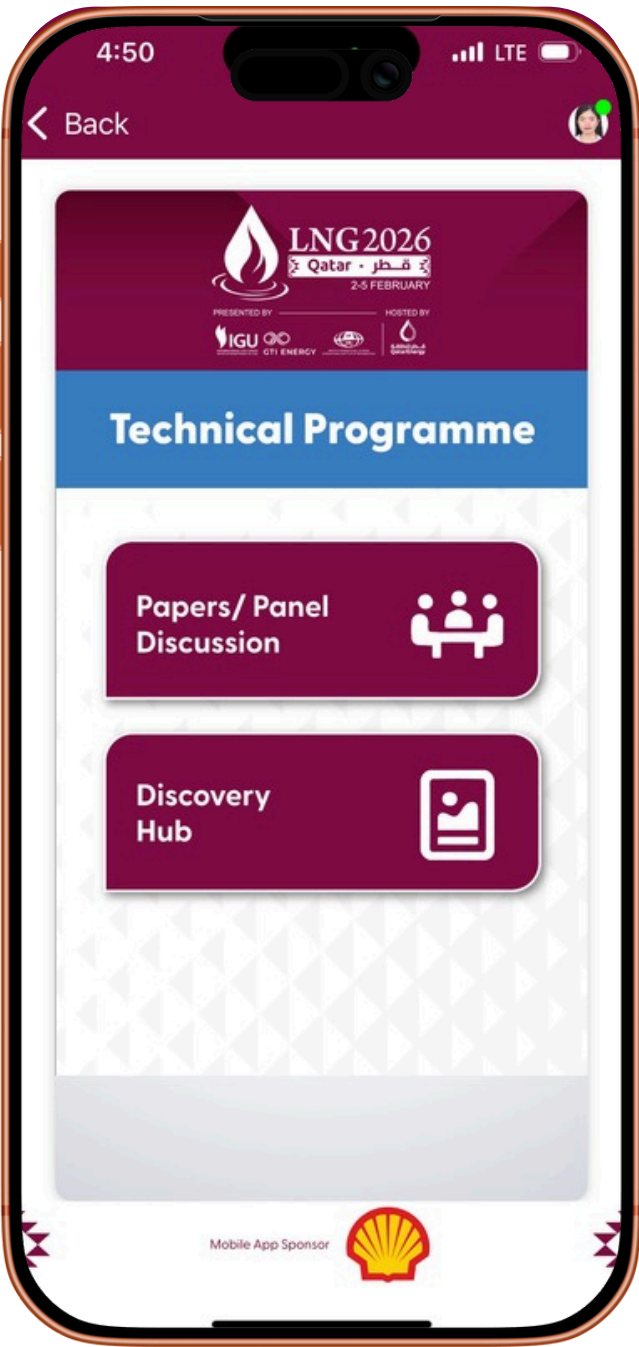 4:50
LTE
Back
LNG2026
Qatar · قطر
2-5 FEBRUARY
PRESENTED BY
HOSTED BY
IGU
GTI ENERGY
QatarEnergy
Technical Programme
Papers/ Panel
Discussion
Discovery
Hub
Mobile App Sponsor